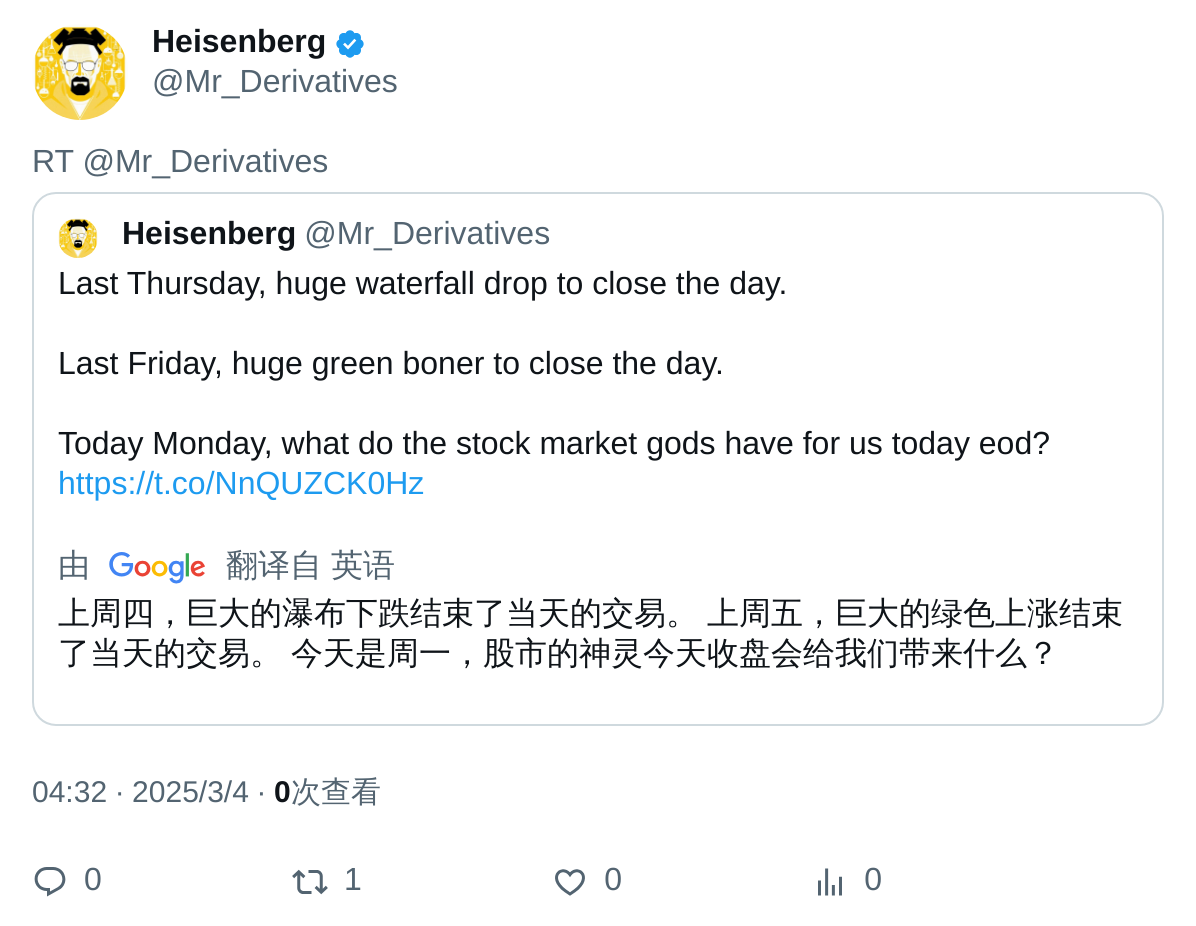 Heisenberg
@Mr_Derivatives
RT @Mr_Derivatives
Heisenberg @Mr_Derivatives
Last Thursday, huge waterfall drop to close the day.
Last Friday, huge green boner to close the day.
Today Monday, what do the stock market gods have for us today eod?
https://t.co/NnQUZCK0Hz
由 Google 翻译自 英语
上周四，巨大的瀑布下跌结束了当天的交易。 上周五，巨大的绿色上涨结束
了当天的交易。 今天是周一，股市的神灵今天收盘会给我们带来什么？
04:32 · 2025/3/4 · 0次查看
0 1 0 0